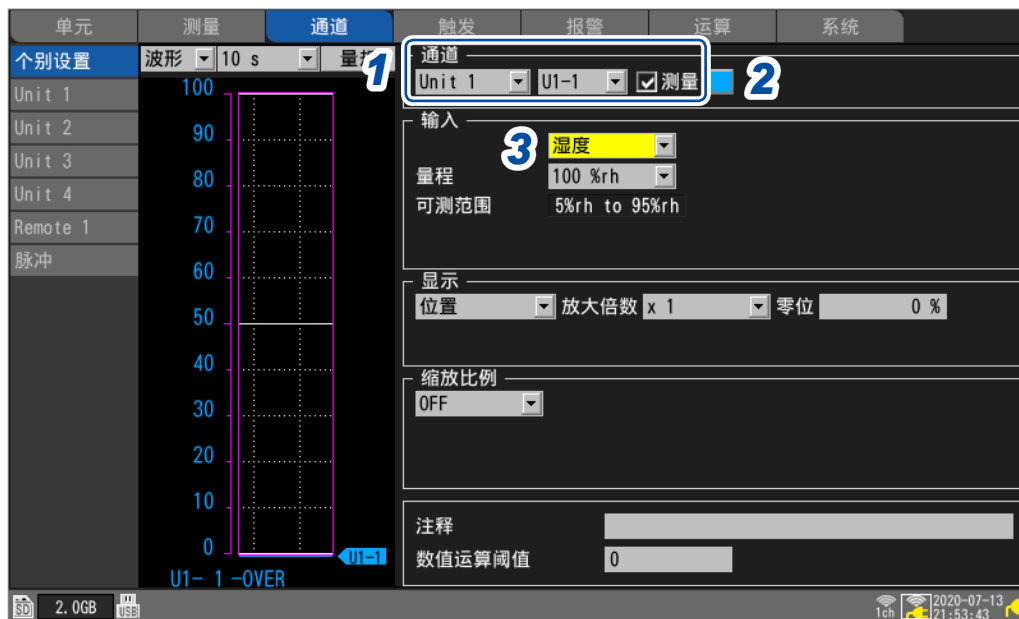 单元 测量 通道 触发 报警 运算 系统
个别设置
Unit 1
Unit 2
Unit 3
Unit 4
Remote 1
脉冲
波形 10 s
100
90
80
70
60
50
40
30
20
10
0
U1-1
U1- 1 -OVER
1
通道
Unit 1 U1-1 测量
2
输入
3
湿度
量程 100 %rh
可测范围 5%rh to 95%rh
显示
位置 放大倍数 x 1 零位 0 %
缩放比例
OFF
注释
数值运算阈值 0
SD 2.0GB USB
1ch 2020-07-13
21:53:43